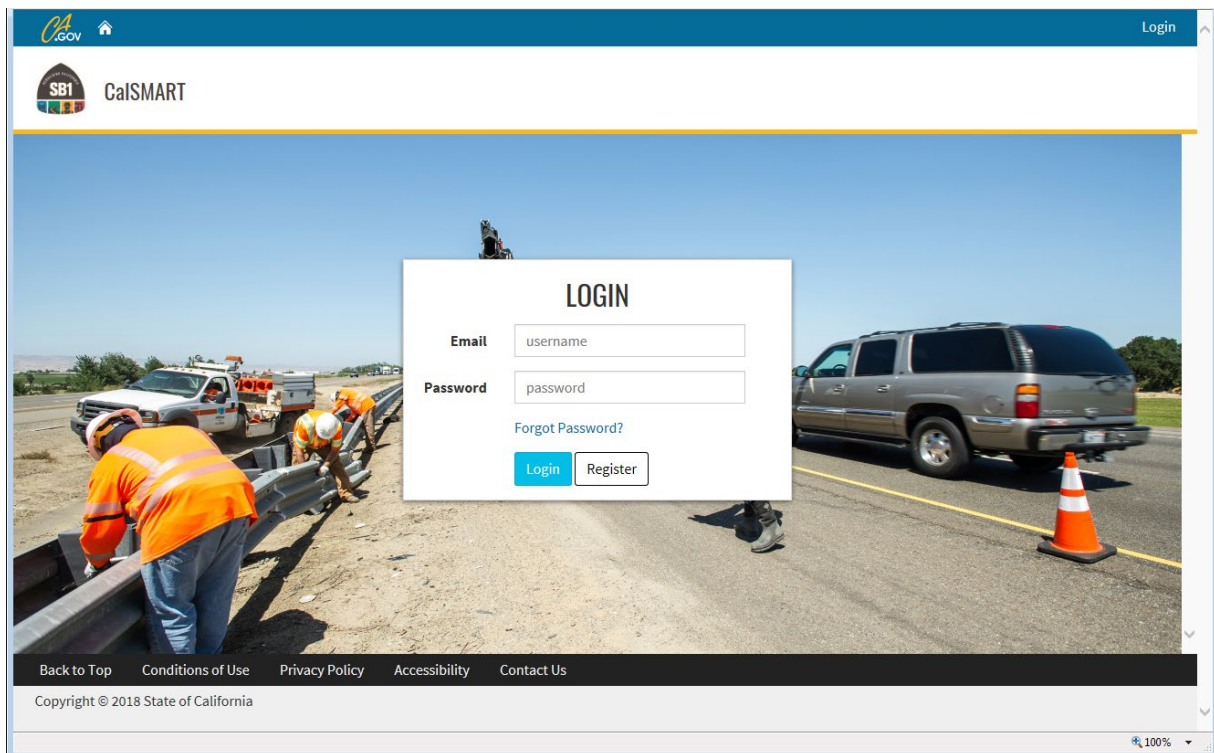 CA.GOV
Login
SB1
CalSMART
LOGIN
Email
username
Password
password
Forgot Password?
Login
Register
Back to Top Conditions of Use Privacy Policy Accessibility Contact Us
Copyright © 2018 State of California
100%